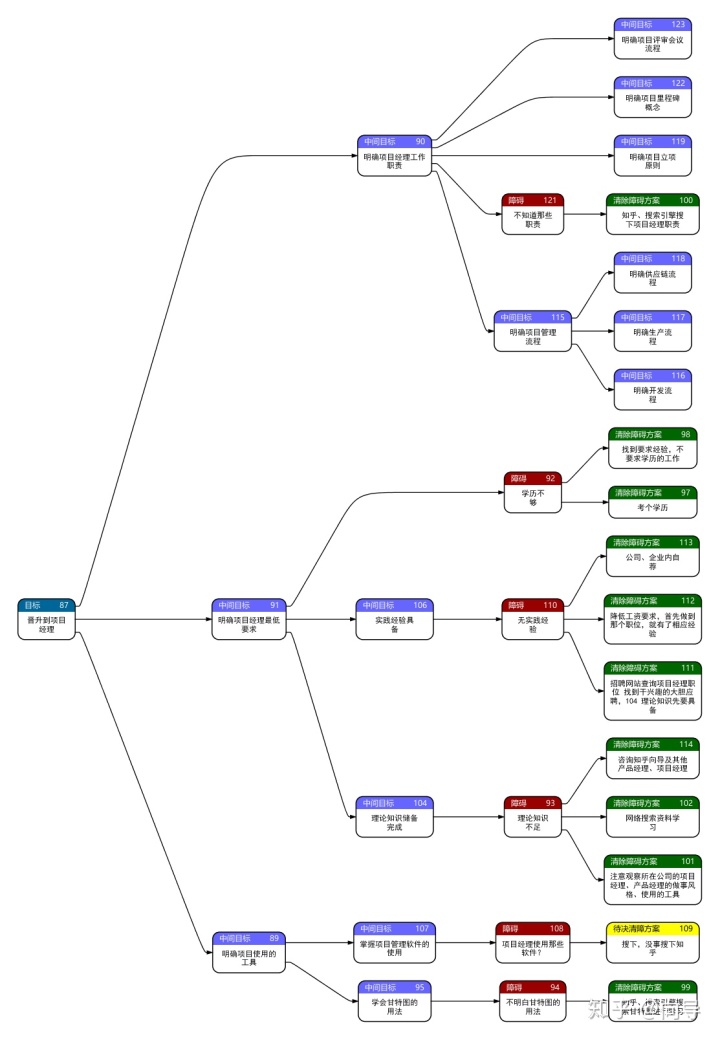 中间目标 123
明确项目评审会议
流程
中间目标 122
明确项目里程碑
概念
中间目标 90
明确项目经理工作
职责
中间目标 119
明确项目立项
原则
障碍 121
不知道那些
职责
清除障碍方案 100
知乎、搜索引擎搜
下项目经理职责
中间目标 118
明确供应链流
程
中间目标 115
明确项目管理
流程
中间目标 117
明确生产流
程
中间目标 116
明确开发流
程
清除障碍方案 98
找到要求经验，不
要求学历的工作
障碍 92
学历不
够
清除障碍方案 97
考个学历
清除障碍方案 113
公司、企业内自
荐
目标 87
晋升到项目
经理
中间目标 91
明确项目经理最低
要求
中间目标 106
实践经验具
备
障碍 110
无实践经
验
清除障碍方案 112
降低工资要求，首先做到
那个职位，就有了相应经
验
清除障碍方案 111
招聘网站查询项目经理职
位 找到干兴趣的大胆应
聘，104 理论知识先要具
备
清除障碍方案 114
咨询知乎向导及其他
产品经理、项目经理
中间目标 104
理论知识储备
完成
障碍 93
理论知识
不足
清除障碍方案 102
网络搜索资料学
习
清除障碍方案 101
注意观察所在公司的项目
经理、产品经理的做事风
格、使用的工具
中间目标 89
明确项目使用的
工具
中间目标 107
掌握项目管理软件的
使用
障碍 108
项目经理使用那些
软件？
待决清障方案 109
搜下，没事搜下知
乎
中间目标 95
学会甘特图的
用法
障碍 94
不明白甘特图的
用法
清除障碍方案 99
知乎、搜索引擎搜
索甘特图法
知乎